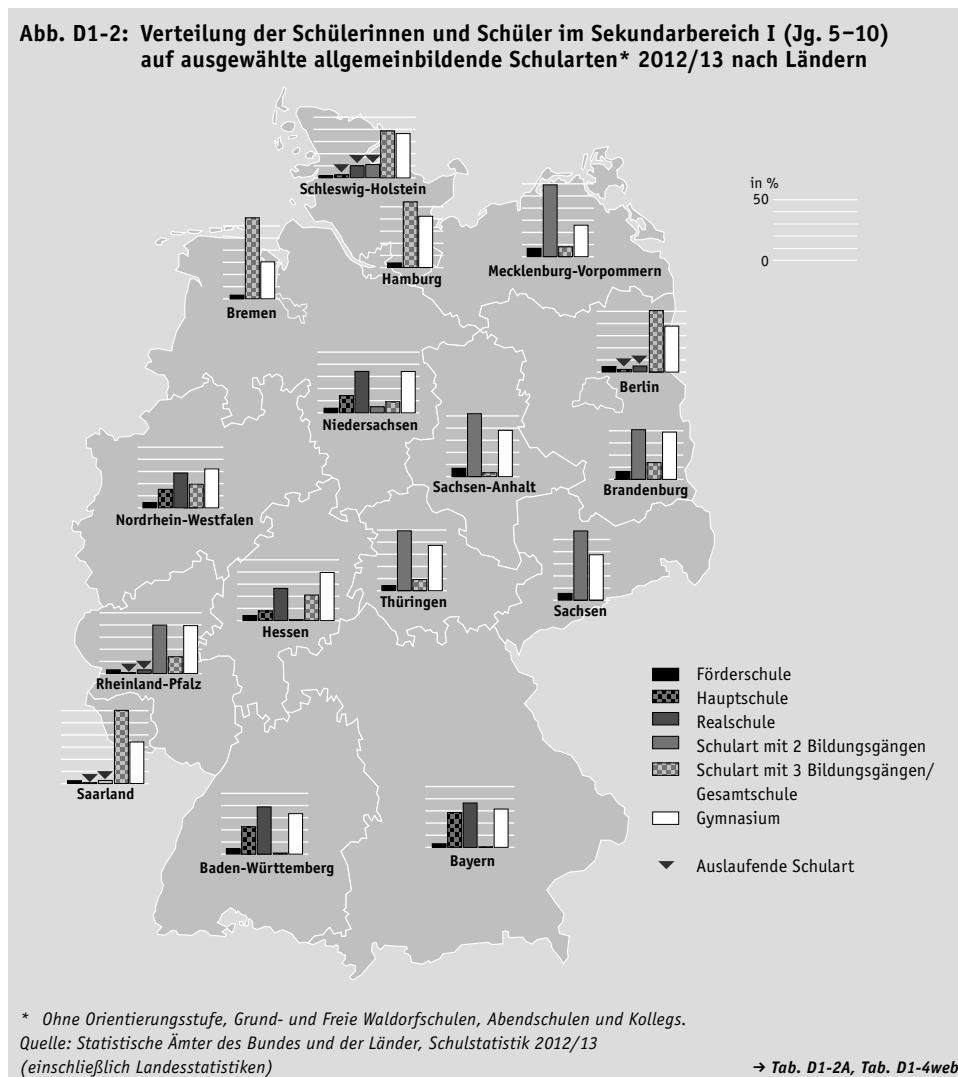 Abb. D1-2: Verteilung der Schülerinnen und Schüler im Sekundarbereich I (Jg. 5–10)
auf ausgewählte allgemeinbildende Schularten* 2012/13 nach Ländern
Schleswig-Holstein
in %
50
0
Hamburg
Mecklenburg-Vorpommern
Bremen
Berlin
Niedersachsen
Sachsen-Anhalt
Brandenburg
Nordrhein-Westfalen
Thüringen
Sachsen
Hessen
Rheinland-Pfalz
Saarland
Baden-Württemberg
Bayern
Förderschule
Hauptschule
Realschule
Schulart mit 2 Bildungsgängen
Schulart mit 3 Bildungsgängen/
Gesamtschule
Gymnasium
Auslaufende Schulart
* Ohne Orientierungsstufe, Grund- und Freie Waldorfschulen, Abendschulen und Kollegs.
Quelle: Statistische Ämter des Bundes und der Länder, Schulstatistik 2012/13
(einschließlich Landesstatistiken)
→ Tab. D1-2A, Tab. D1-4web